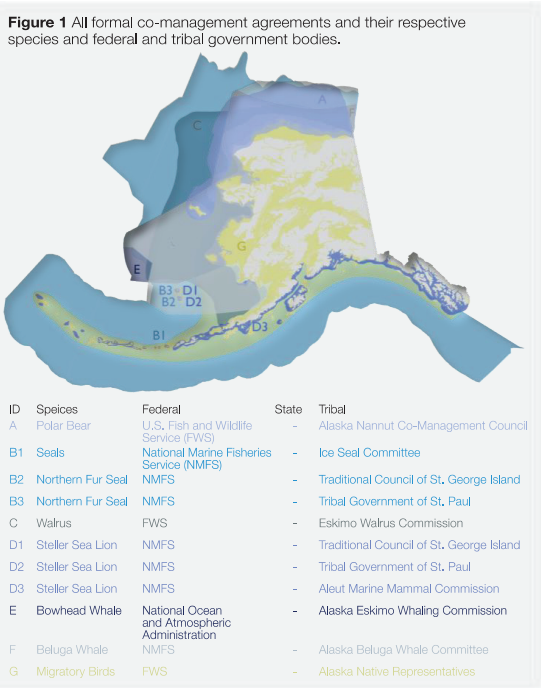 Figure 1 All formal co-management agreements and their respective
species and federal and tribal government bodies.
A
F
C
E
G
B3 D1
B2 D2
B1
D3
ID Speices Federal State Tribal
A Polar Bear U.S. Fish and Wildlife - Alaska Nannut Co-Management Council
Service (FWS)
B1 Seals National Marine Fisheries - Ice Seal Committee
Service (NMFS)
B2 Northern Fur Seal NMFS - Traditional Council of St. George Island
B3 Northern Fur Seal NMFS - Tribal Government of St. Paul
C Walrus FWS - Eskimo Walrus Commission
D1 Steller Sea Lion NMFS - Traditional Council of St. George Island
D2 Steller Sea Lion NMFS - Tribal Government of St. Paul
D3 Steller Sea Lion NMFS - Aleut Marine Mammal Commission
E Bowhead Whale National Ocean - Alaska Eskimo Whaling Commission
and Atmospheric
Administration
F Beluga Whale NMFS - Alaska Beluga Whale Committee
G Migratory Birds FWS - Alaska Native Representatives